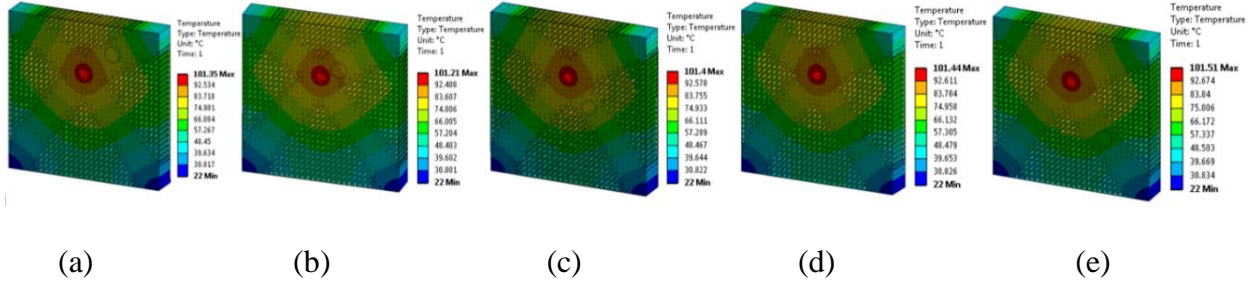 Temperature
Type: Temperature
Unit: °C
Time: 1
101.35 Max
92.534
83.718
74.901
66.084
57.267
48.45
39.634
30.817
22 Min
Temperature
Type: Temperature
Unit: °C
Time: 1
101.21 Max
92.408
83.607
74.806
66.005
57.204
48.403
39.602
30.801
22 Min
Temperature
Type: Temperature
Unit: °C
Time: 1
101.4 Max
92.578
83.755
74.933
66.111
57.289
48.467
39.644
30.822
22 Min
Temperature
Type: Temperature
Unit: °C
Time: 1
101.44 Max
92.611
83.784
74.958
66.132
57.305
48.479
39.653
30.826
22 Min
Temperature
Type: Temperature
Unit: °C
Time: 1
101.51 Max
92.674
83.84
75.006
66.172
57.337
48.503
39.669
30.834
22 Min
(a) (b) (c) (d) (e)